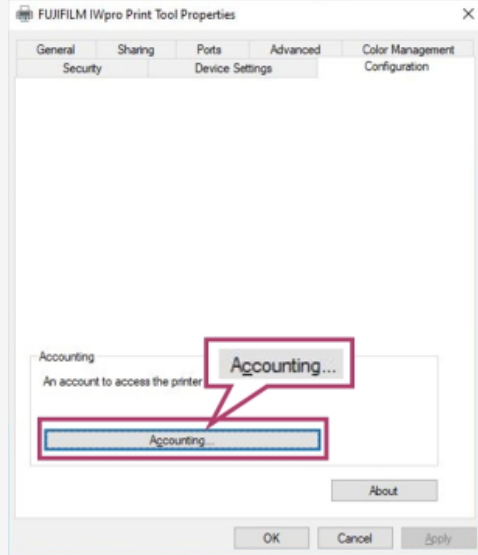 FUJIFILM IWpro Print Tool Properties
General Sharing Ports Advanced Color Management
Security Device Settings Configuration
Accounting
An account to access the printer
Accounting...
Accounting...
About
OK Cancel Apply